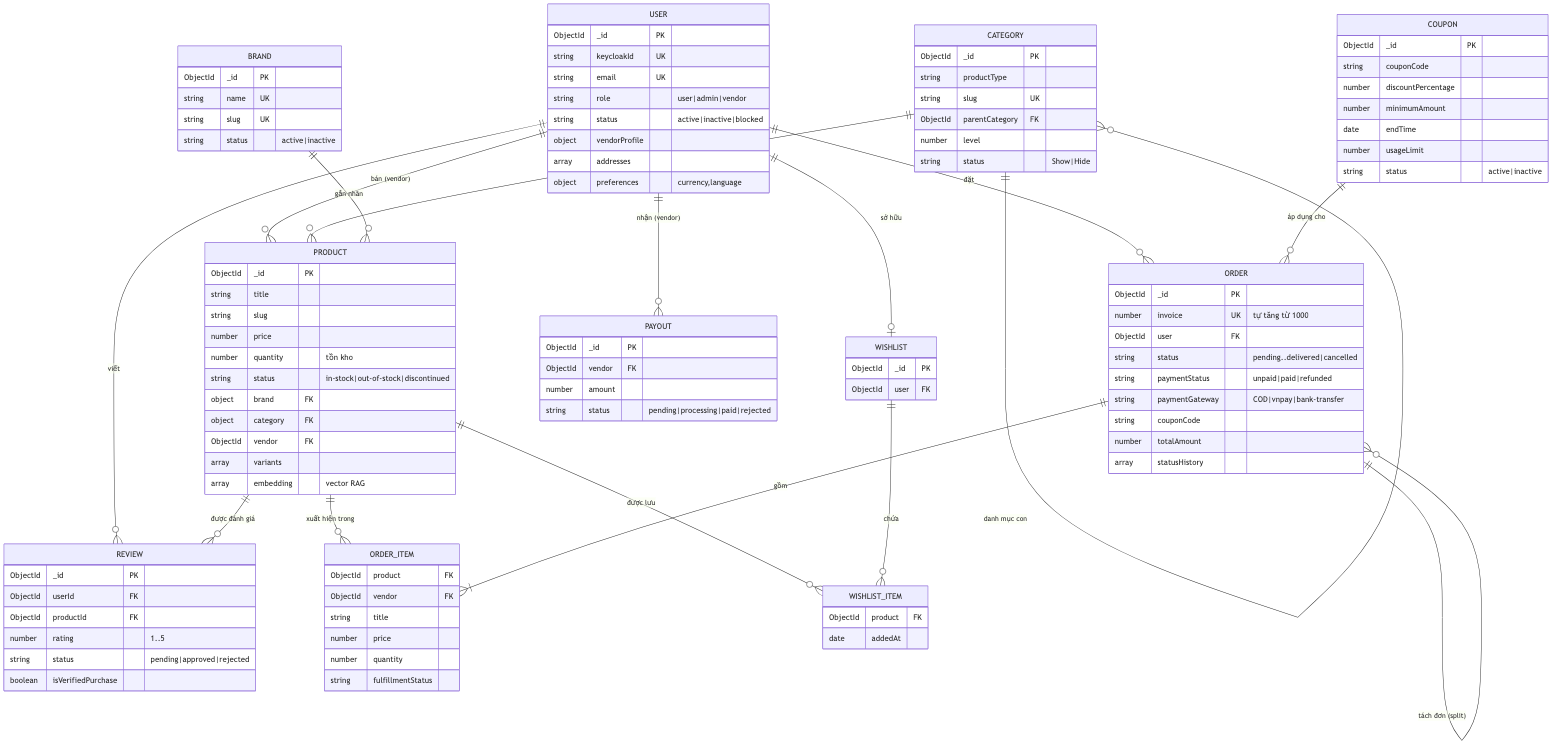 USER
ObjectId _id PK
string keycloakId UK
string email UK
string role user|admin|vendor
string status active|inactive|blocked
object vendorProfile
array addresses
object preferences currency,language
BRAND
ObjectId _id PK
string name UK
string slug UK
string status active|inactive
CATEGORY
ObjectId _id PK
string productType
string slug UK
ObjectId parentCategory FK
number level
string status Show|Hide
COUPON
ObjectId _id PK
string couponCode
number discountPercentage
number minimumAmount
date endTime
number usageLimit
string status active|inactive
bán (vendor)
gắn nhãn
đặt
nhận (vendor)
sở hữu
áp dụng cho
PRODUCT
ObjectId _id PK
string title
string slug
number price
number quantity tồn kho
string status in-stock|out-of-stock|discontinued
object brand FK
object category FK
ObjectId vendor FK
array variants
array embedding vector RAG
PAYOUT
ObjectId _id PK
ObjectId vendor FK
number amount
string status pending|processing|paid|rejected
WISHLIST
ObjectId _id PK
ObjectId user FK
ORDER
ObjectId _id PK
number invoice UK tự tăng từ 1000
ObjectId user FK
string status pending..delivered|cancelled
string paymentStatus unpaid|paid|refunded
string paymentGateway COD|vnpay|bank-transfer
string couponCode
number totalAmount
array statusHistory
viết
gồm
được lưu
được đánh giá
xuất hiện trong
chứa
danh mục con
REVIEW
ObjectId _id PK
ObjectId userId FK
ObjectId productId FK
number rating 1..5
string status pending|approved|rejected
boolean isVerifiedPurchase
ORDER_ITEM
ObjectId product FK
ObjectId vendor FK
string title
number price
number quantity
string fulfillmentStatus
WISHLIST_ITEM
ObjectId product FK
date addedAt
tách đơn (split)